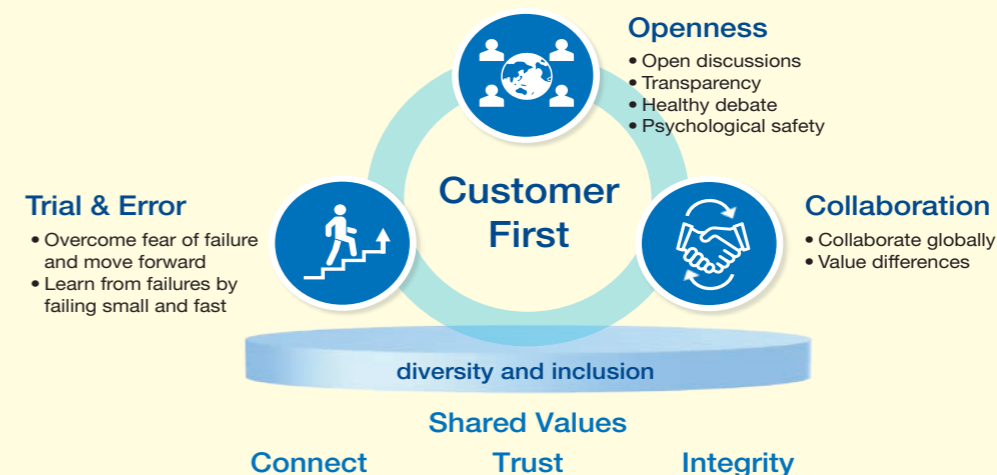 Openness
• Open discussions
• Transparency
• Healthy debate
• Psychological safety
Trial & Error
• Overcome fear of failure
and move forward
• Learn from failures by
failing small and fast
Customer
First
Collaboration
• Collaborate globally
• Value differences
diversity and inclusion
Shared Values
Connect Trust Integrity